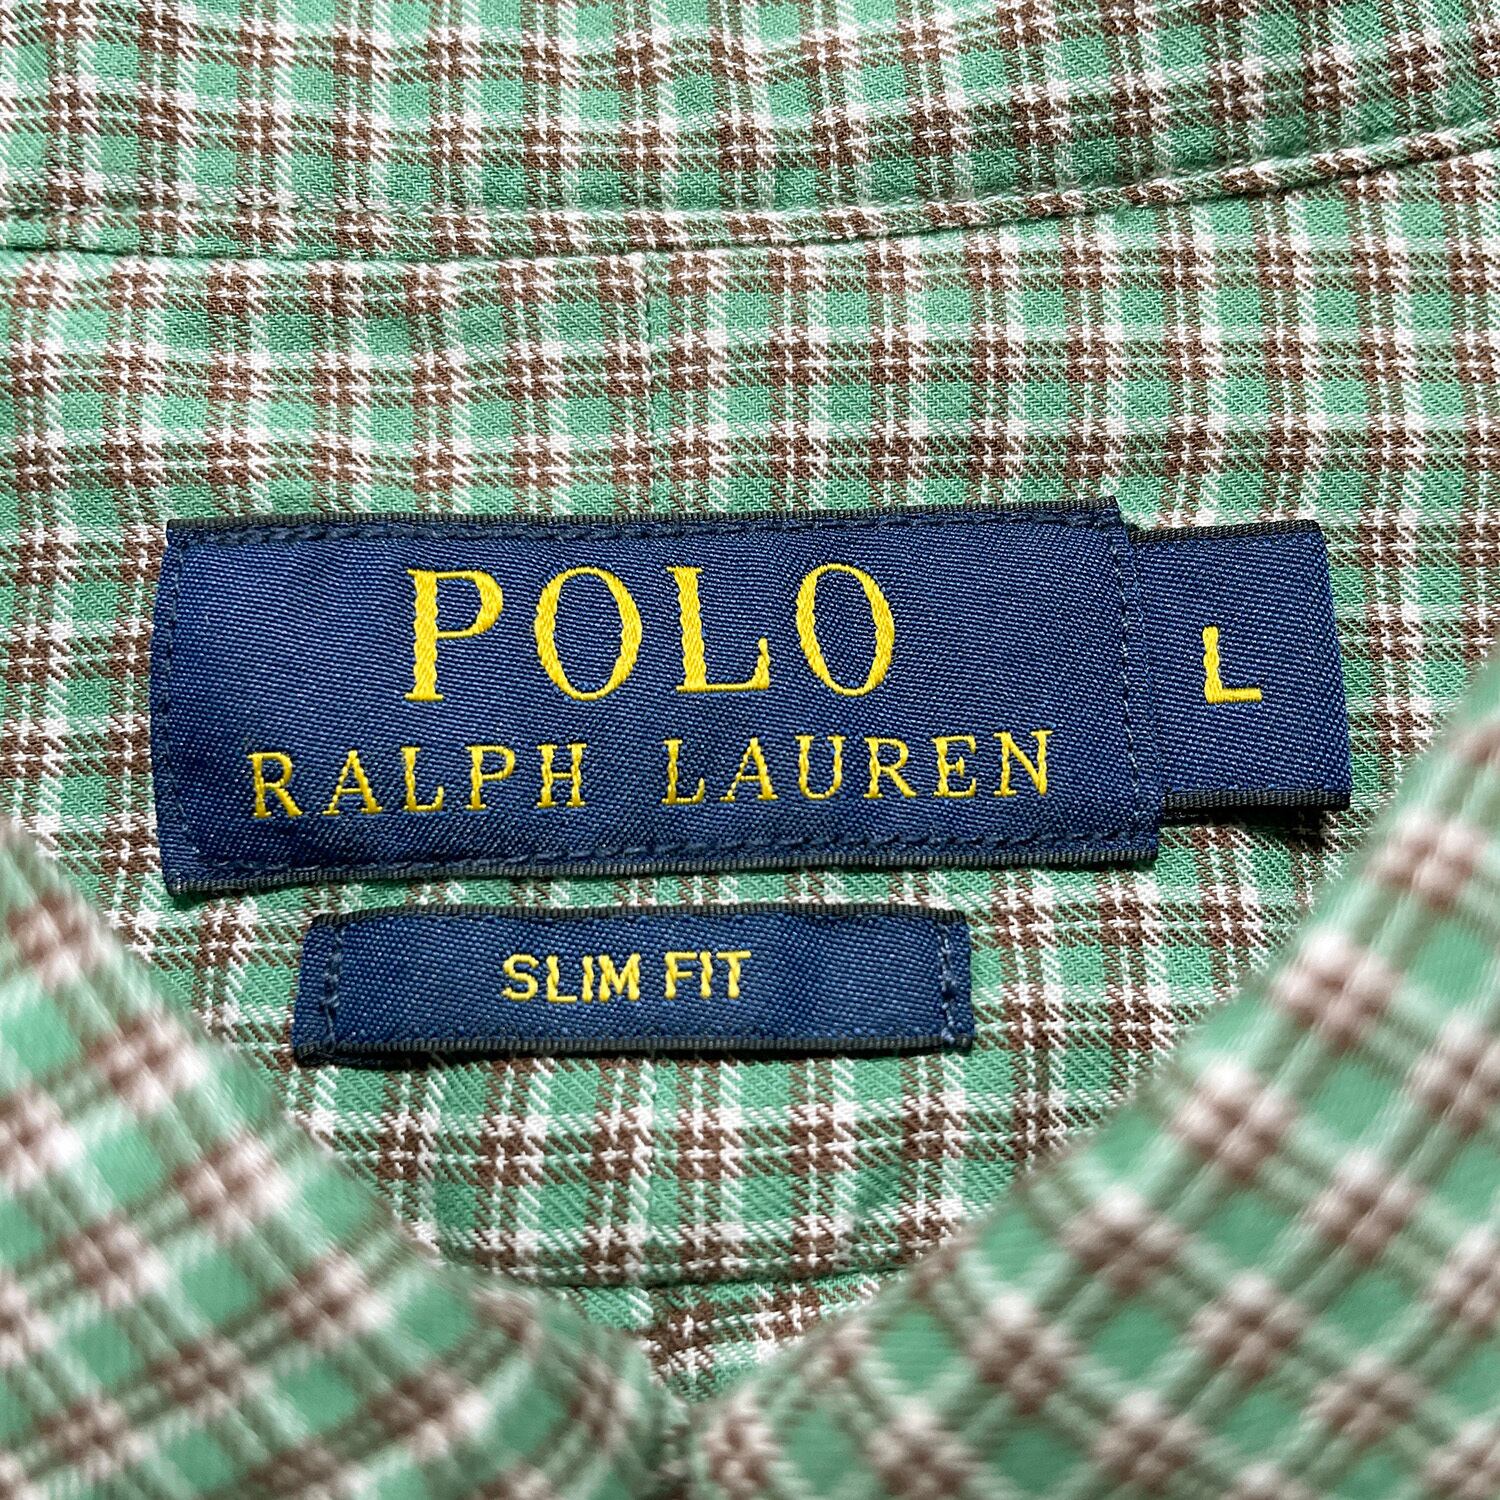 POLO
RALPH LAUREN
L
SLIM FIT